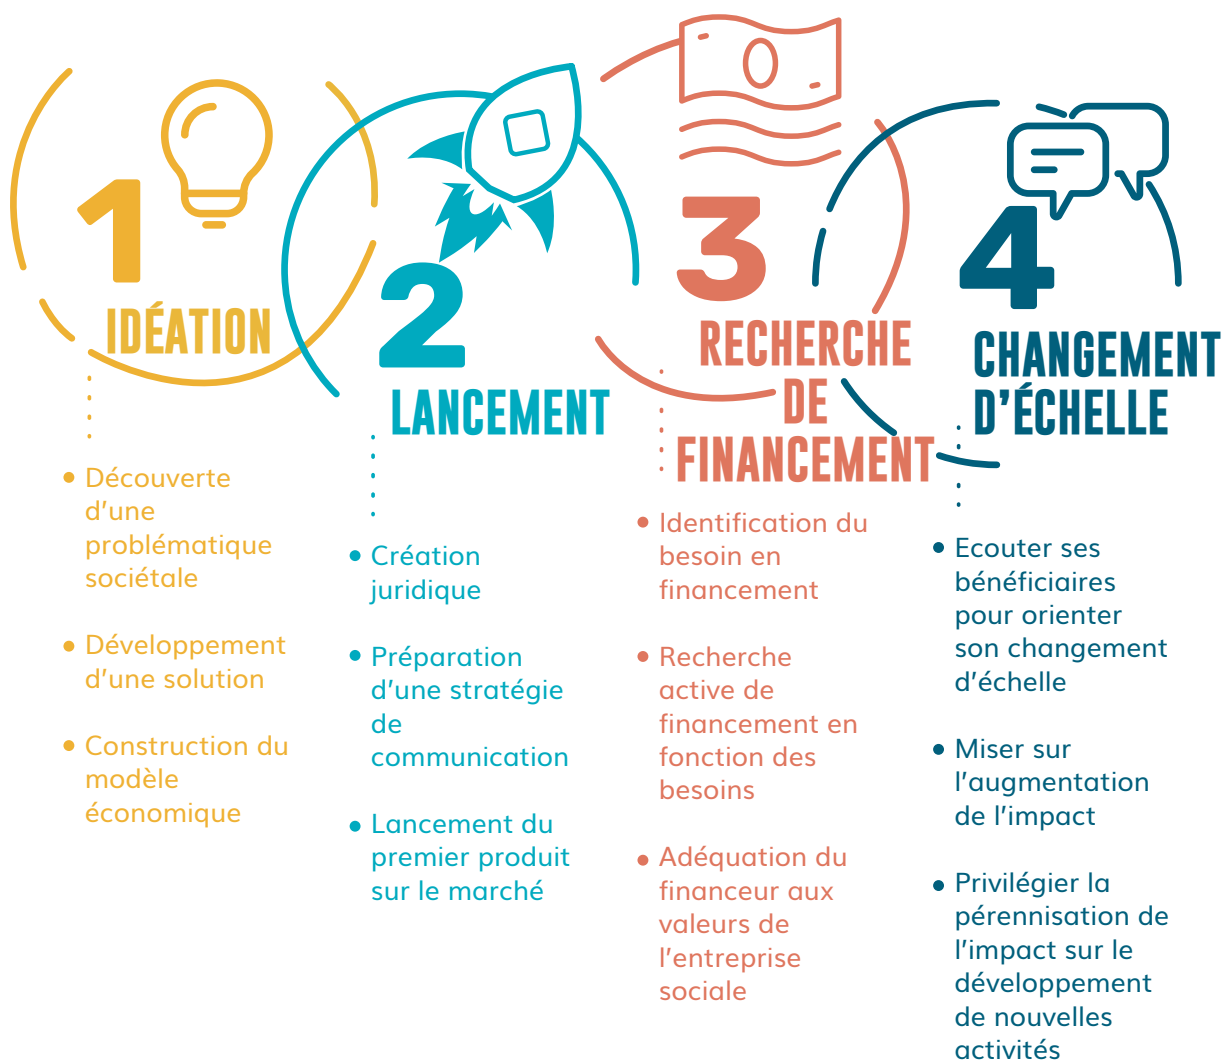 1
IDÉATION
Découverte
d'une
problématique
sociétale
Développement
d'une solution
Construction du
modèle
économique
2
LANCEMENT
Création
juridique
Préparation
d'une stratégie
de
communication
Lancement du
premier produit
sur le marché
3
RECHERCHE
DE
FINANCEMENT
Identification du
besoin en
financement
Recherche
active de
financement en
fonction des
besoins
Adéquation du
financeur aux
valeurs de
l'entreprise
sociale
4
CHANGEMENT
D'ÉCHELLE
Ecouter ses
bénéficiaires
pour orienter
son changement
d'échelle
Miser sur
l'augmentation
de l'impact
Privilégier la
pérennisation de
l'impact sur le
développement
de nouvelles
activités